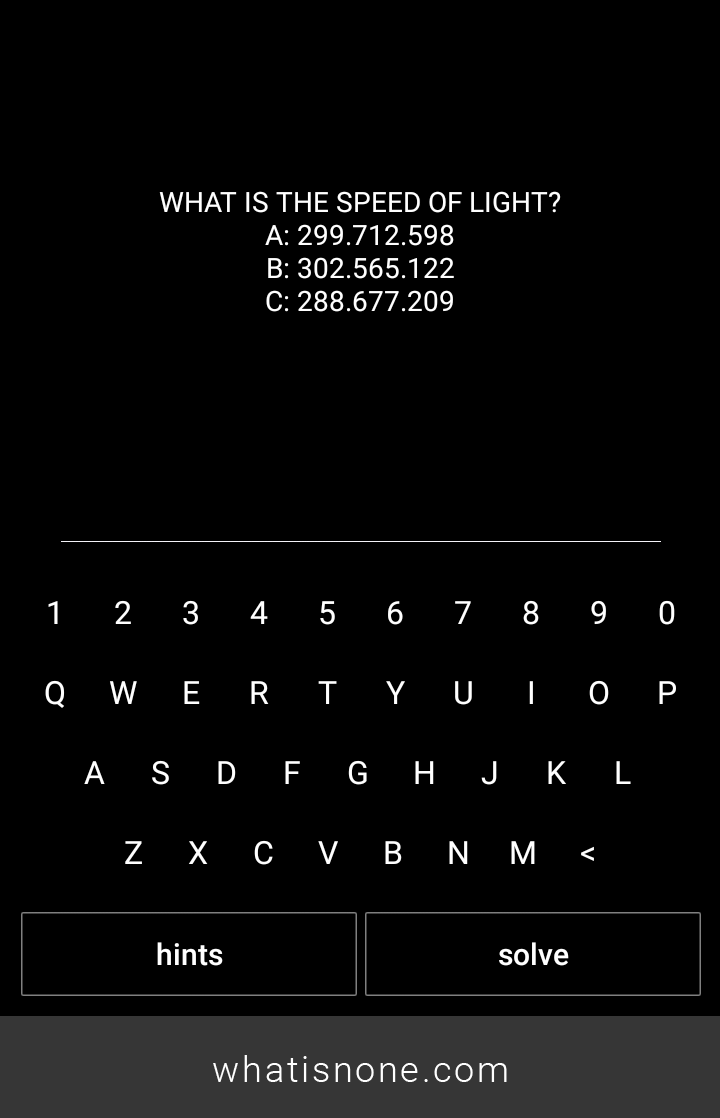 WHAT IS THE SPEED OF LIGHT?
A: 299.712.598
B: 302.565.122
C: 288.677.209
1 2 3 4 5 6 7 8 9 0
Q W E R T Y U I O P
A S D F G H J K L
Z X C V B N M <
hints solve
whatisnone.com